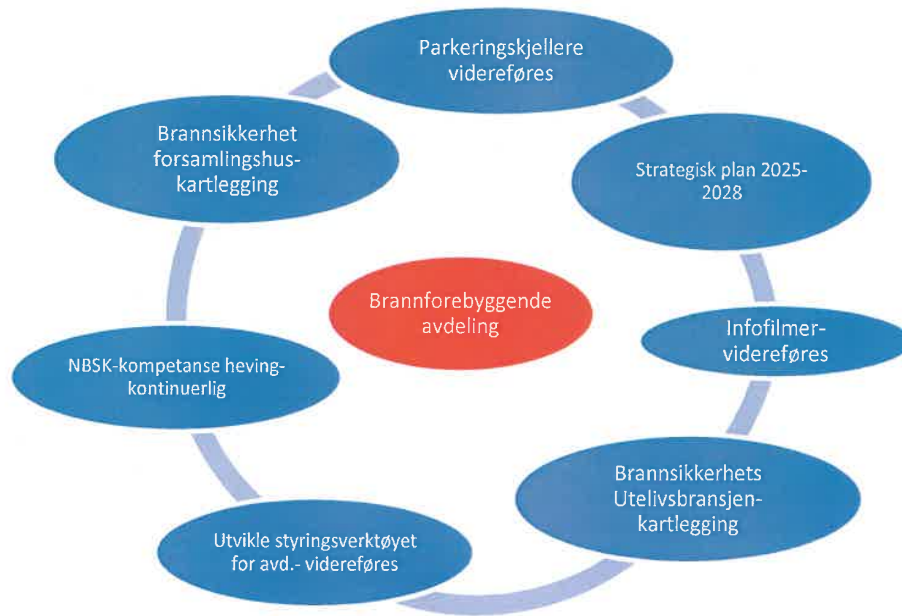 Parkeringskjellere
videreføres
Strategisk plan 2025-
2028
Infofilmer-
videreføres
Brannsikkerhets
Utelivsbransjen-
kartlegging
Utvikle styringsverktøyet
for avd.- videreføres
NBSK-kompetanse heving-
kontinuerlig
Brannsikkerhet
forsamlingshus-
kartlegging
Brannforebyggende
avdeling